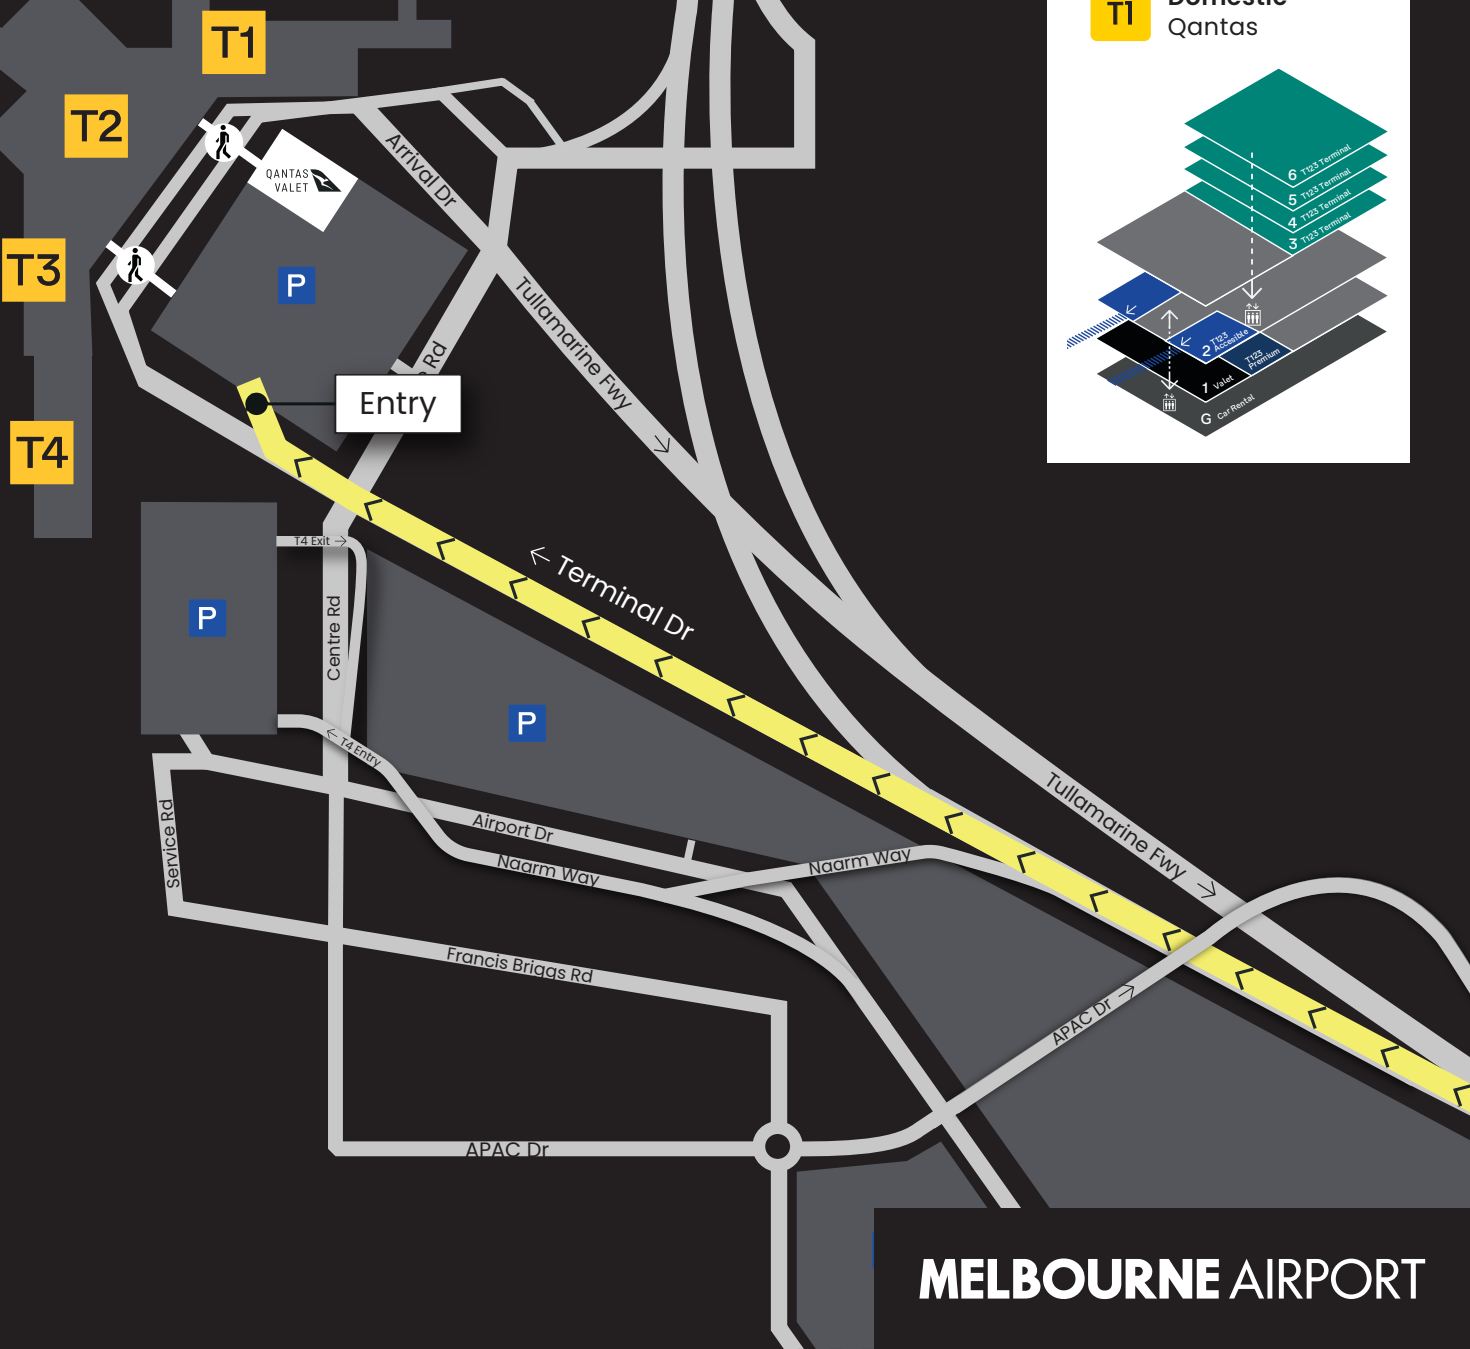 T1
Domestic
Qantas
T1
T2
T3
T4
QANTAS
VALET
P
Arrival Dr
Tullamarine Fwy
Rd
Entry
6 T123 Terminal
5 T123 Terminal
4 T123 Terminal
3 T123 Terminal
2 T123 Accesible
T123 Premium
1 Valet
G Car Rental
T4 Exit
Terminal Dr
P
Centre Rd
P
T4 Entry
Tullamarine Fwy
Service Rd
Airport Dr
Naarm Way
Naarm Way
Francis Briggs Rd
APAC Dr
APAC Dr
MELBOURNE AIRPORT